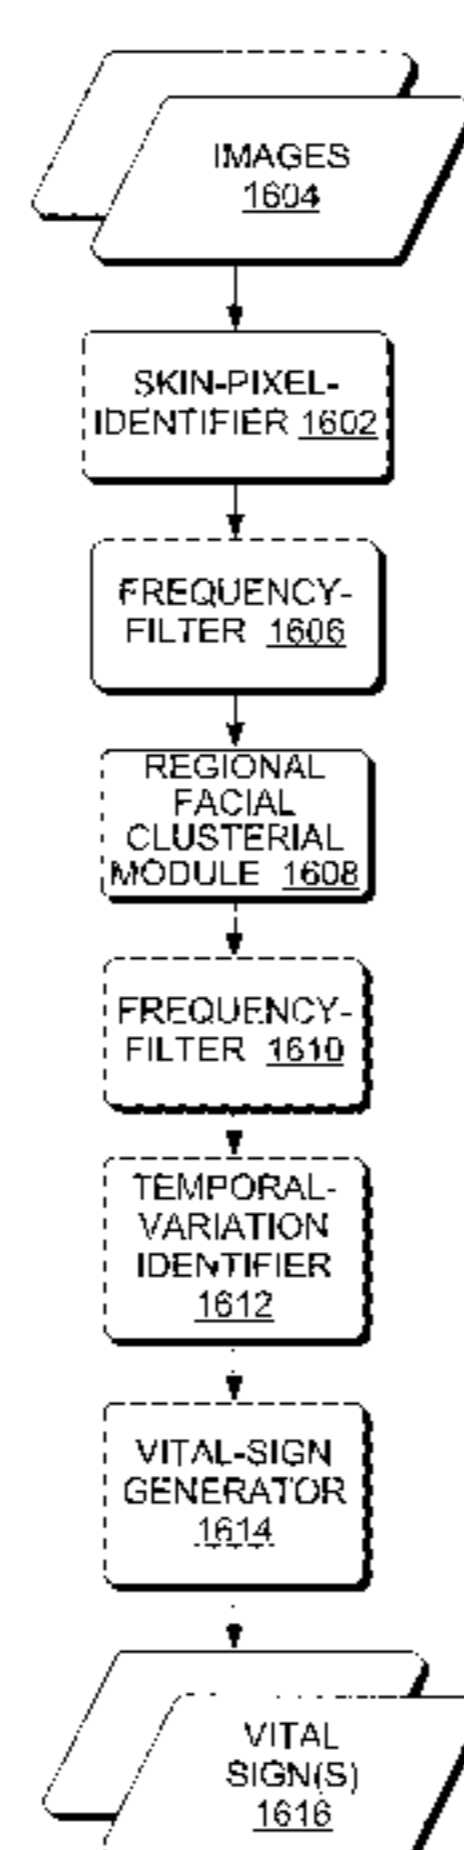 IMAGES
1604
SKIN-PIXEL-
IDENTIFIER 1602
FREQUENCY-
FILTER 1606
REGIONAL
FACIAL
CLUSTERIAL
MODULE 1608
FREQUENCY-
FILTER 1610
TEMPORAL-
VARIATION
IDENTIFIER
1612
VITAL-SIGN
GENERATOR
1614
VITAL
SIGN(S)
1616